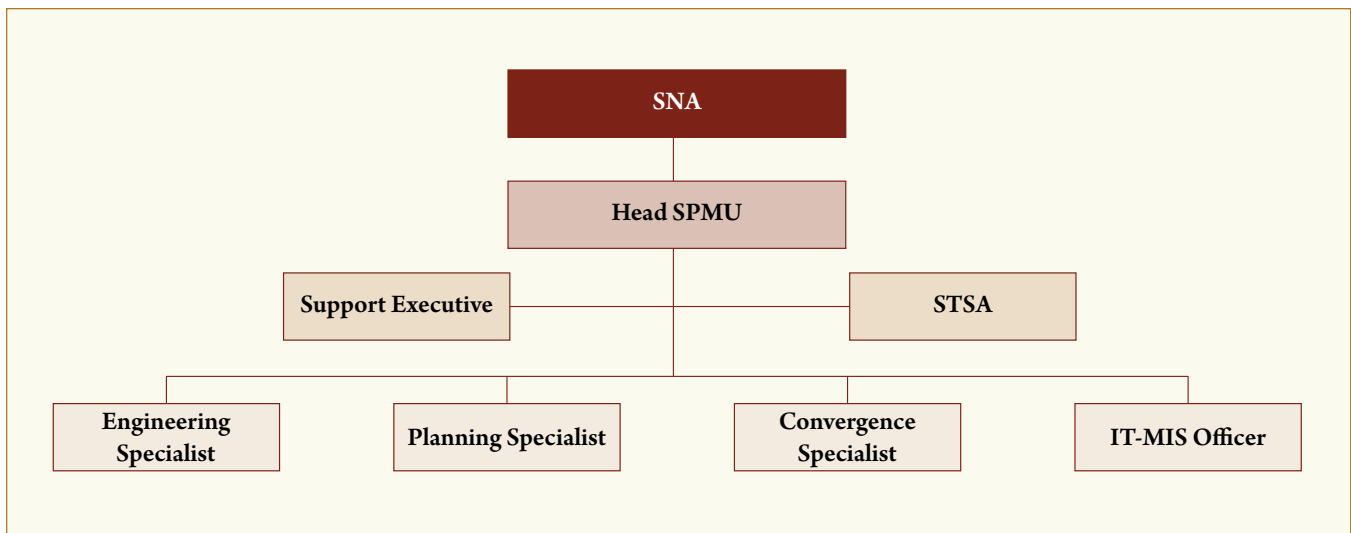 SNA
Head SPMU
Support Executive
STSA
Engineering
Specialist
Planning Specialist
Convergence
Specialist
IT-MIS Officer